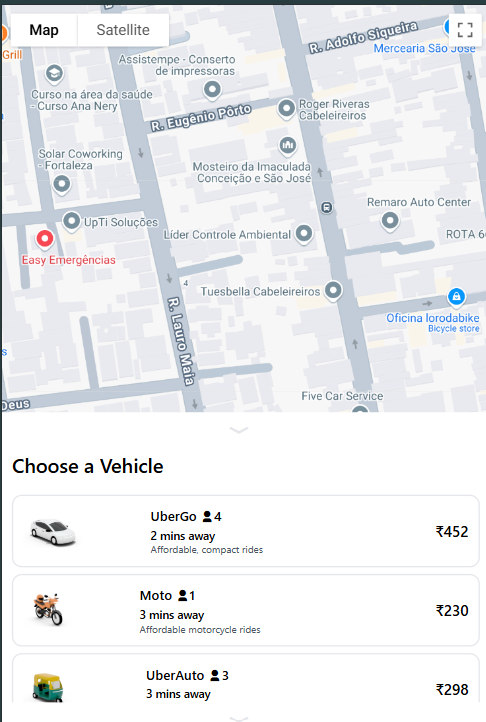 Map
Satellite
Grill
R. Adolfo Siqueira
Mercearia São José
Assistempe - Conserto
de impressoras
Curso na área da saúde
- Curso Ana Nery
R. Eugênio Pôrto
Roger Riveras
Cabeleireiros
Solar Coworking
- Fortaleza
Mosteiro da Imaculada
Conceição e São José
Remaro Auto Center
UpTi Soluções
Líder Controle Ambiental
ROTA 6
Easy Emergências
4
Tuesbella Cabeleireiros
R. Lauro Maia
Oficina lorodabike
Bicycle store
s
Deus
Five Car Service
Choose a Vehicle
UberGo 4
2 mins away
Affordable, compact rides
₹452
Moto 1
3 mins away
Affordable motorcycle rides
₹230
UberAuto 3
3 mins away
₹298